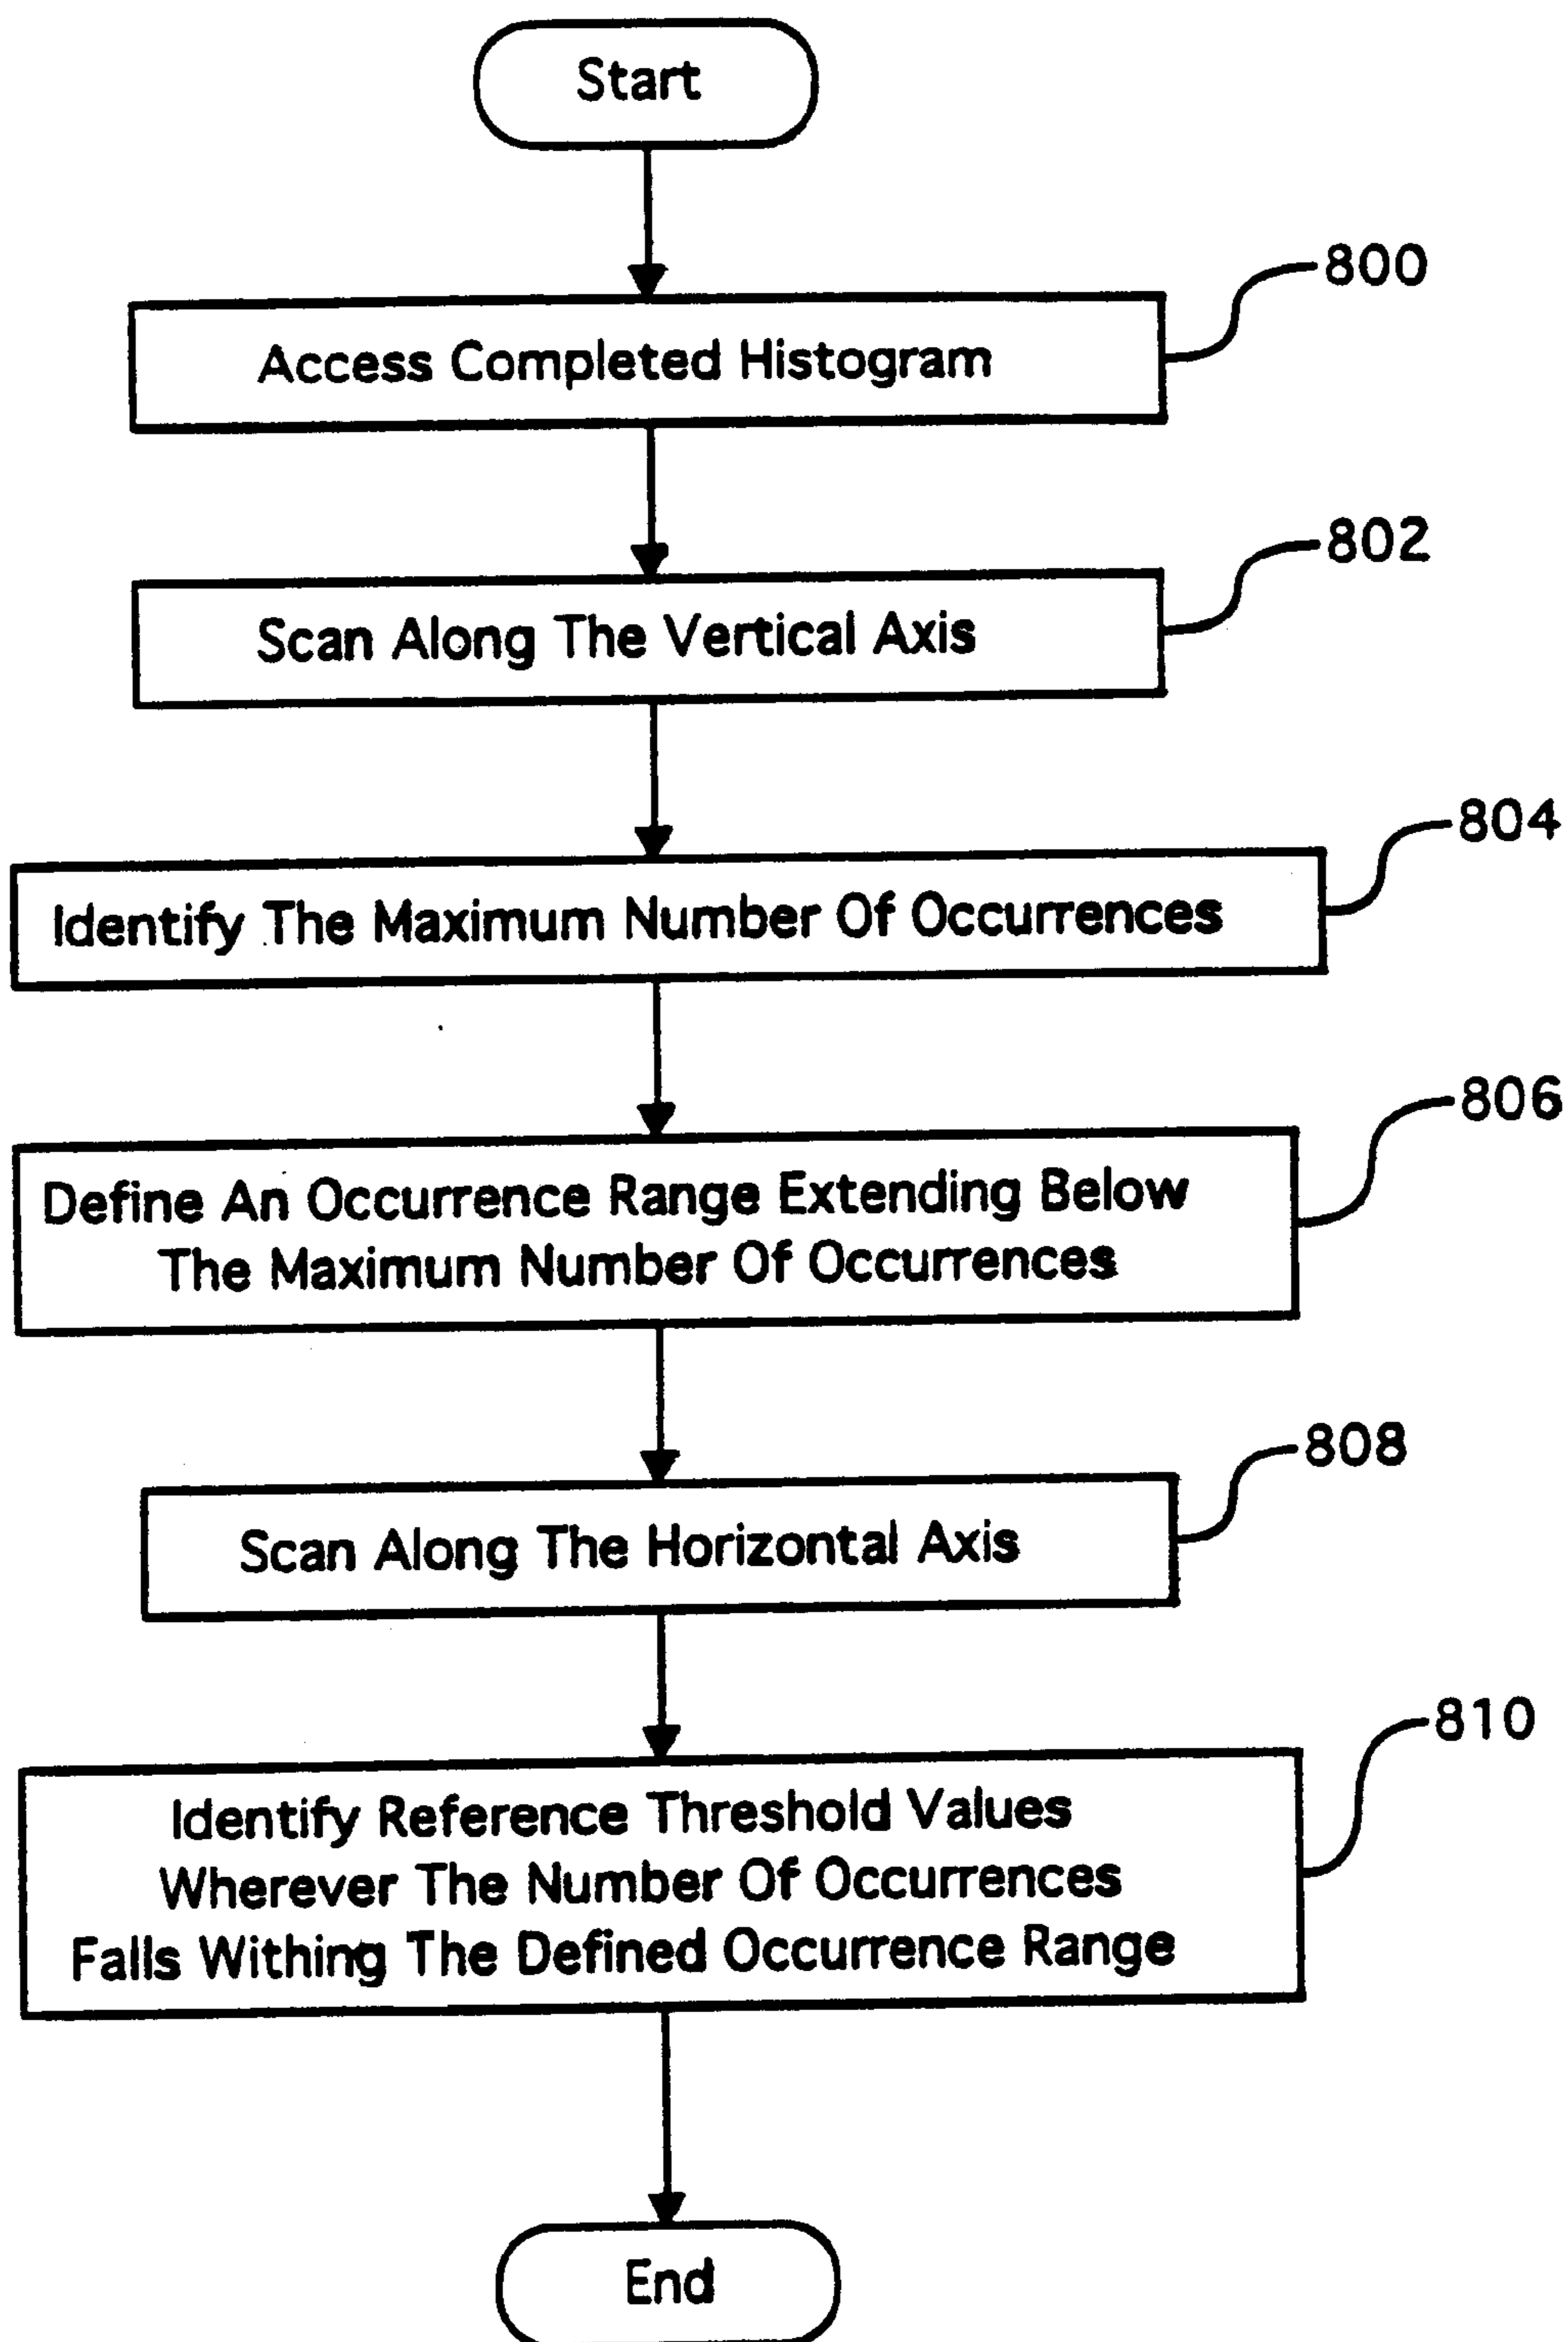 Start
800
Access Completed Histogram
802
Scan Along The Vertical Axis
804
Identify The Maximum Number Of Occurrences
806
Define An Occurrence Range Extending Below
The Maximum Number Of Occurrences
808
Scan Along The Horizontal Axis
810
Identify Reference Threshold Values
Wherever The Number Of Occurrences
Falls Withing The Defined Occurrence Range
End